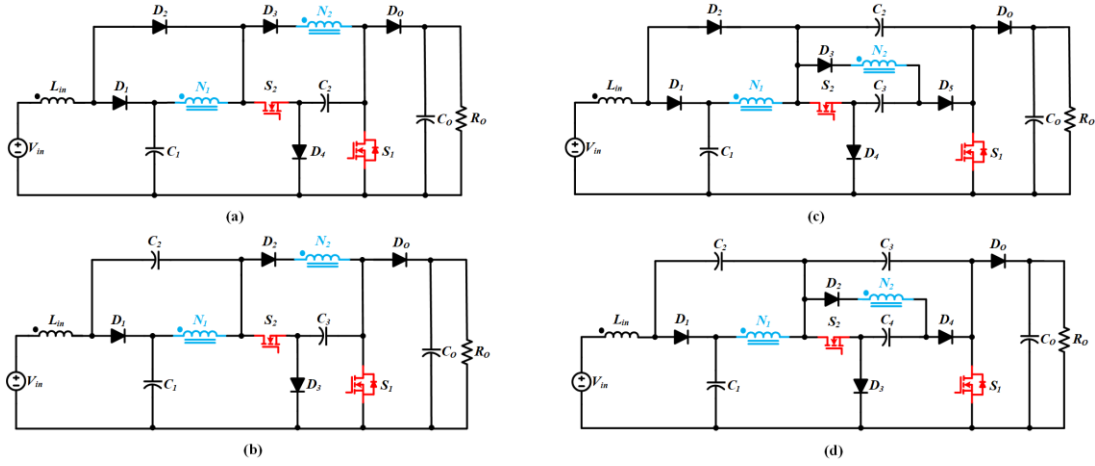 D2 D3 N2 DO
Lin D1 N1 S2 C2
Vin C1 D4 S1 CO RO
(a)
D2 C2 DO
D3 N2
Lin D1 N1 S2 C3 D5
Vin C1 D4 S1 CO RO
(c)
C2 D2 N2 DO
Lin D1 N1 S2 C3
Vin C1 D3 S1 CO RO
(b)
C2 C3 DO
D2 N2
Lin D1 N1 S2 C4 D4
Vin C1 D3 S1 CO RO
(d)